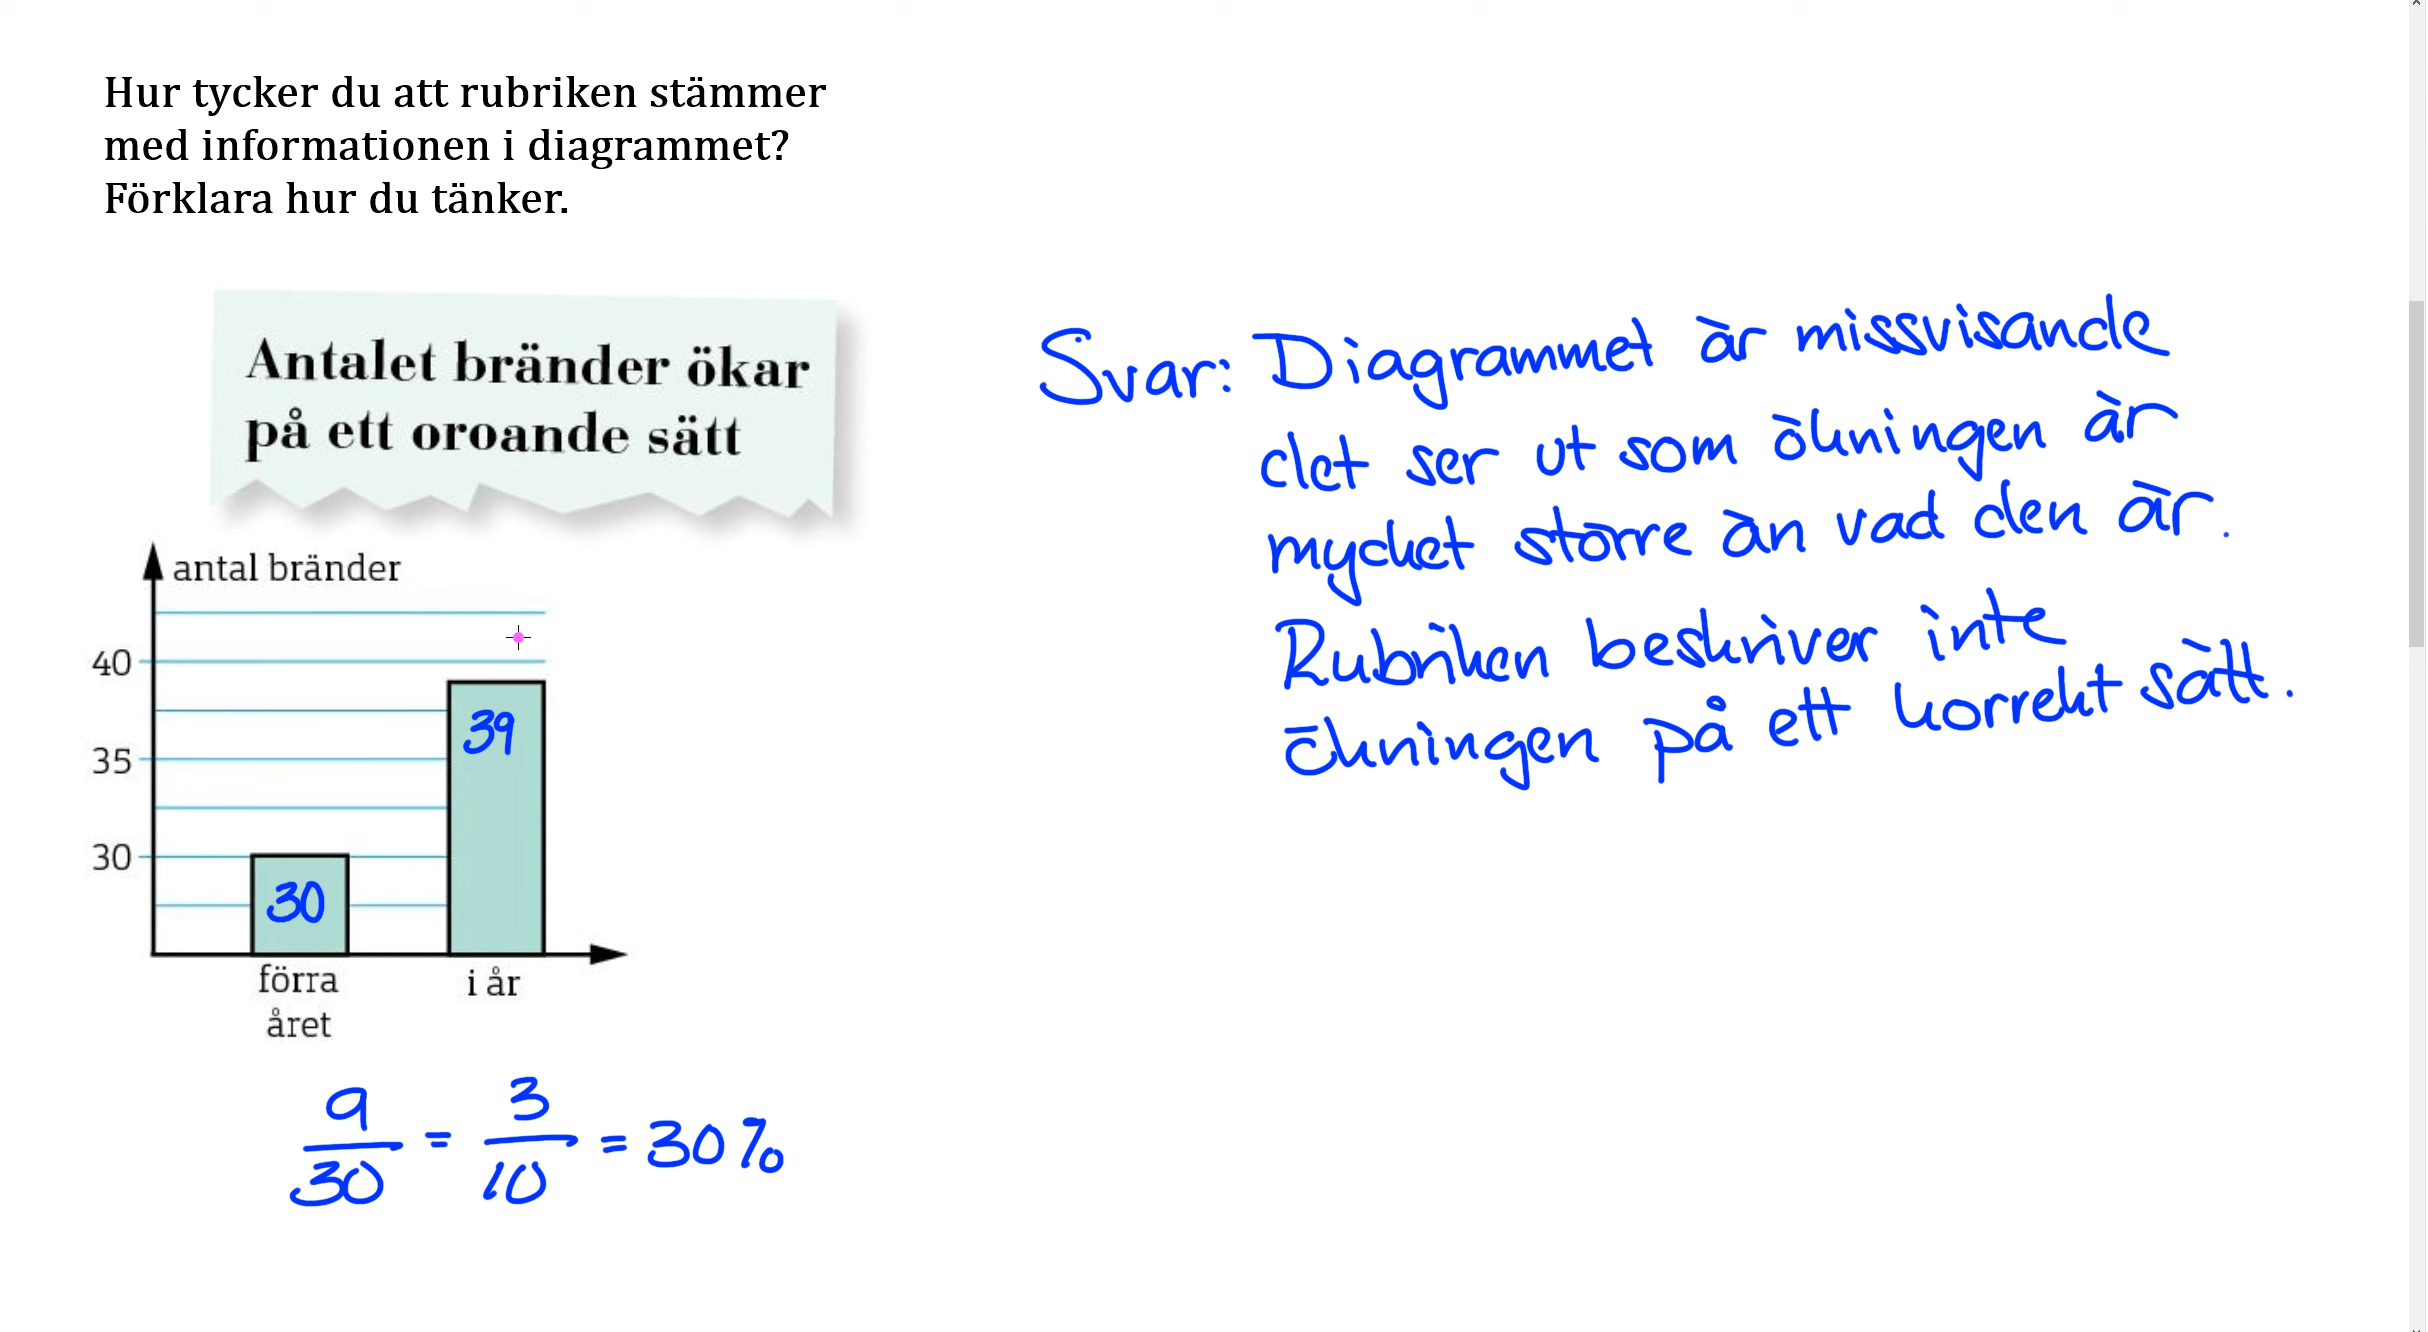 Hur tycker du att rubriken stämmer
med informationen i diagrammet?
Förklara hur du tänker.
Antalet bränder ökar
på ett oroande sätt
antal bränder
40
35
30
30
39
förra
året
i år
9/30 = 3/10 = 30%
Svar: Diagrammet är missvisande
det ser ut som ökningen är
mycket större än vad den är.
Rubriken beskriver inte
ökningen på ett korrekt sätt.